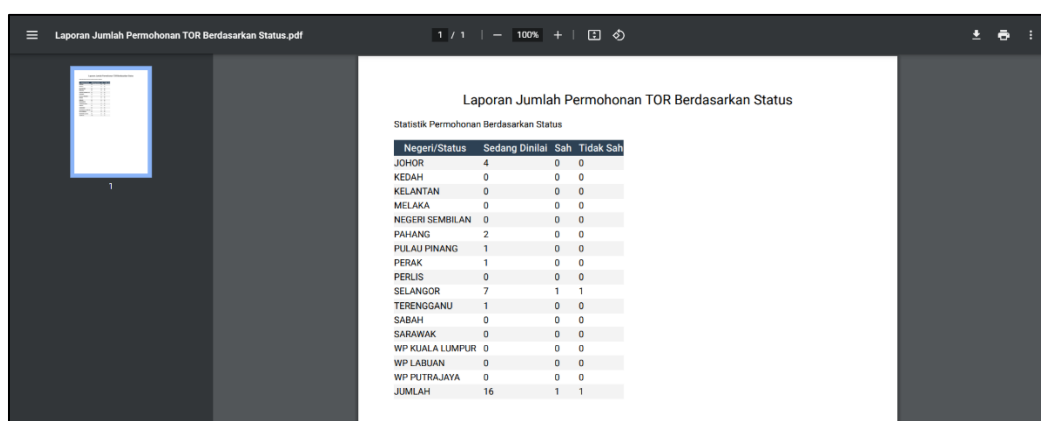 Laporan Jumlah Permohonan TOR Berdasarkan Status.pdf
1 / 1 | − 100% + |
1
Laporan Jumlah Permohonan TOR Berdasarkan Status
Statistik Permohonan Berdasarkan Status
Negeri/Status Sedang Dinilai Sah Tidak Sah
JOHOR 4 0 0
KEDAH 0 0 0
KELANTAN 0 0 0
MELAKA 0 0 0
NEGERI SEMBILAN 0 0 0
PAHANG 2 0 0
PULAU PINANG 1 0 0
PERAK 1 0 0
PERLIS 0 0 0
SELANGOR 7 1 1
TERENGGANU 1 0 0
SABAH 0 0 0
SARAWAK 0 0 0
WP KUALA LUMPUR 0 0 0
WP LABUAN 0 0 0
WP PUTRAJAYA 0 0 0
JUMLAH 16 1 1